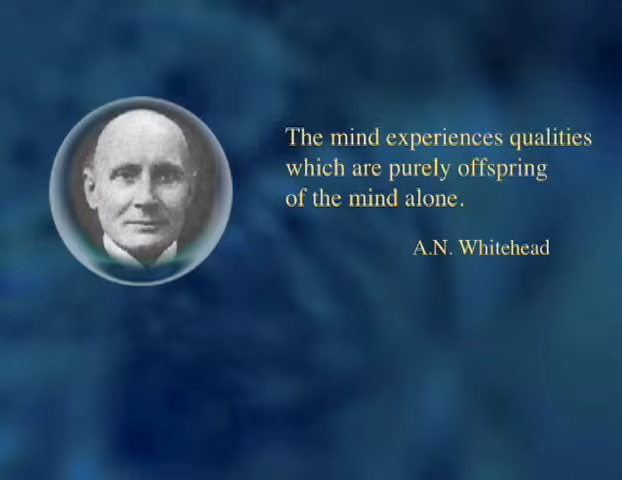 The mind experiences qualities
which are purely offspring
of the mind alone.
A.N. Whitehead